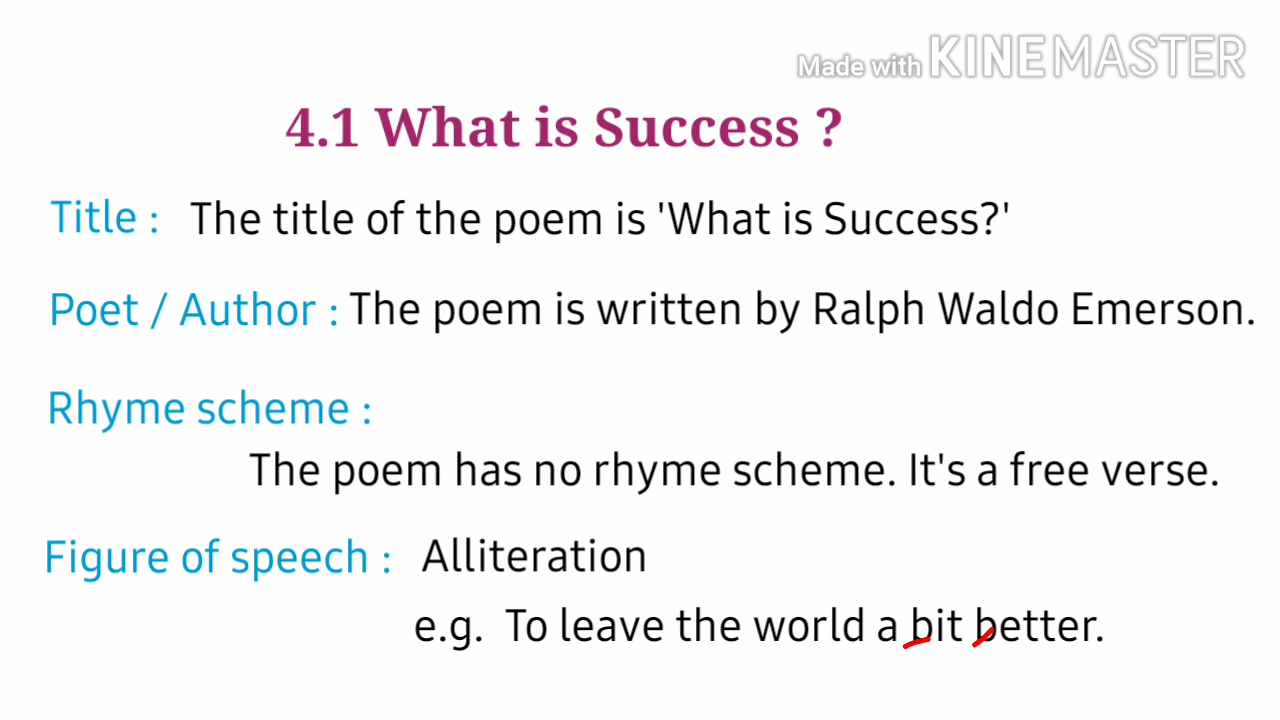 Made with KINEMASTER
4.1 What is Success ?
Title : The title of the poem is 'What is Success?'
Poet / Author : The poem is written by Ralph Waldo Emerson.
Rhyme scheme :
The poem has no rhyme scheme. It's a free verse.
Figure of speech : Alliteration
e.g. To leave the world a bit better.